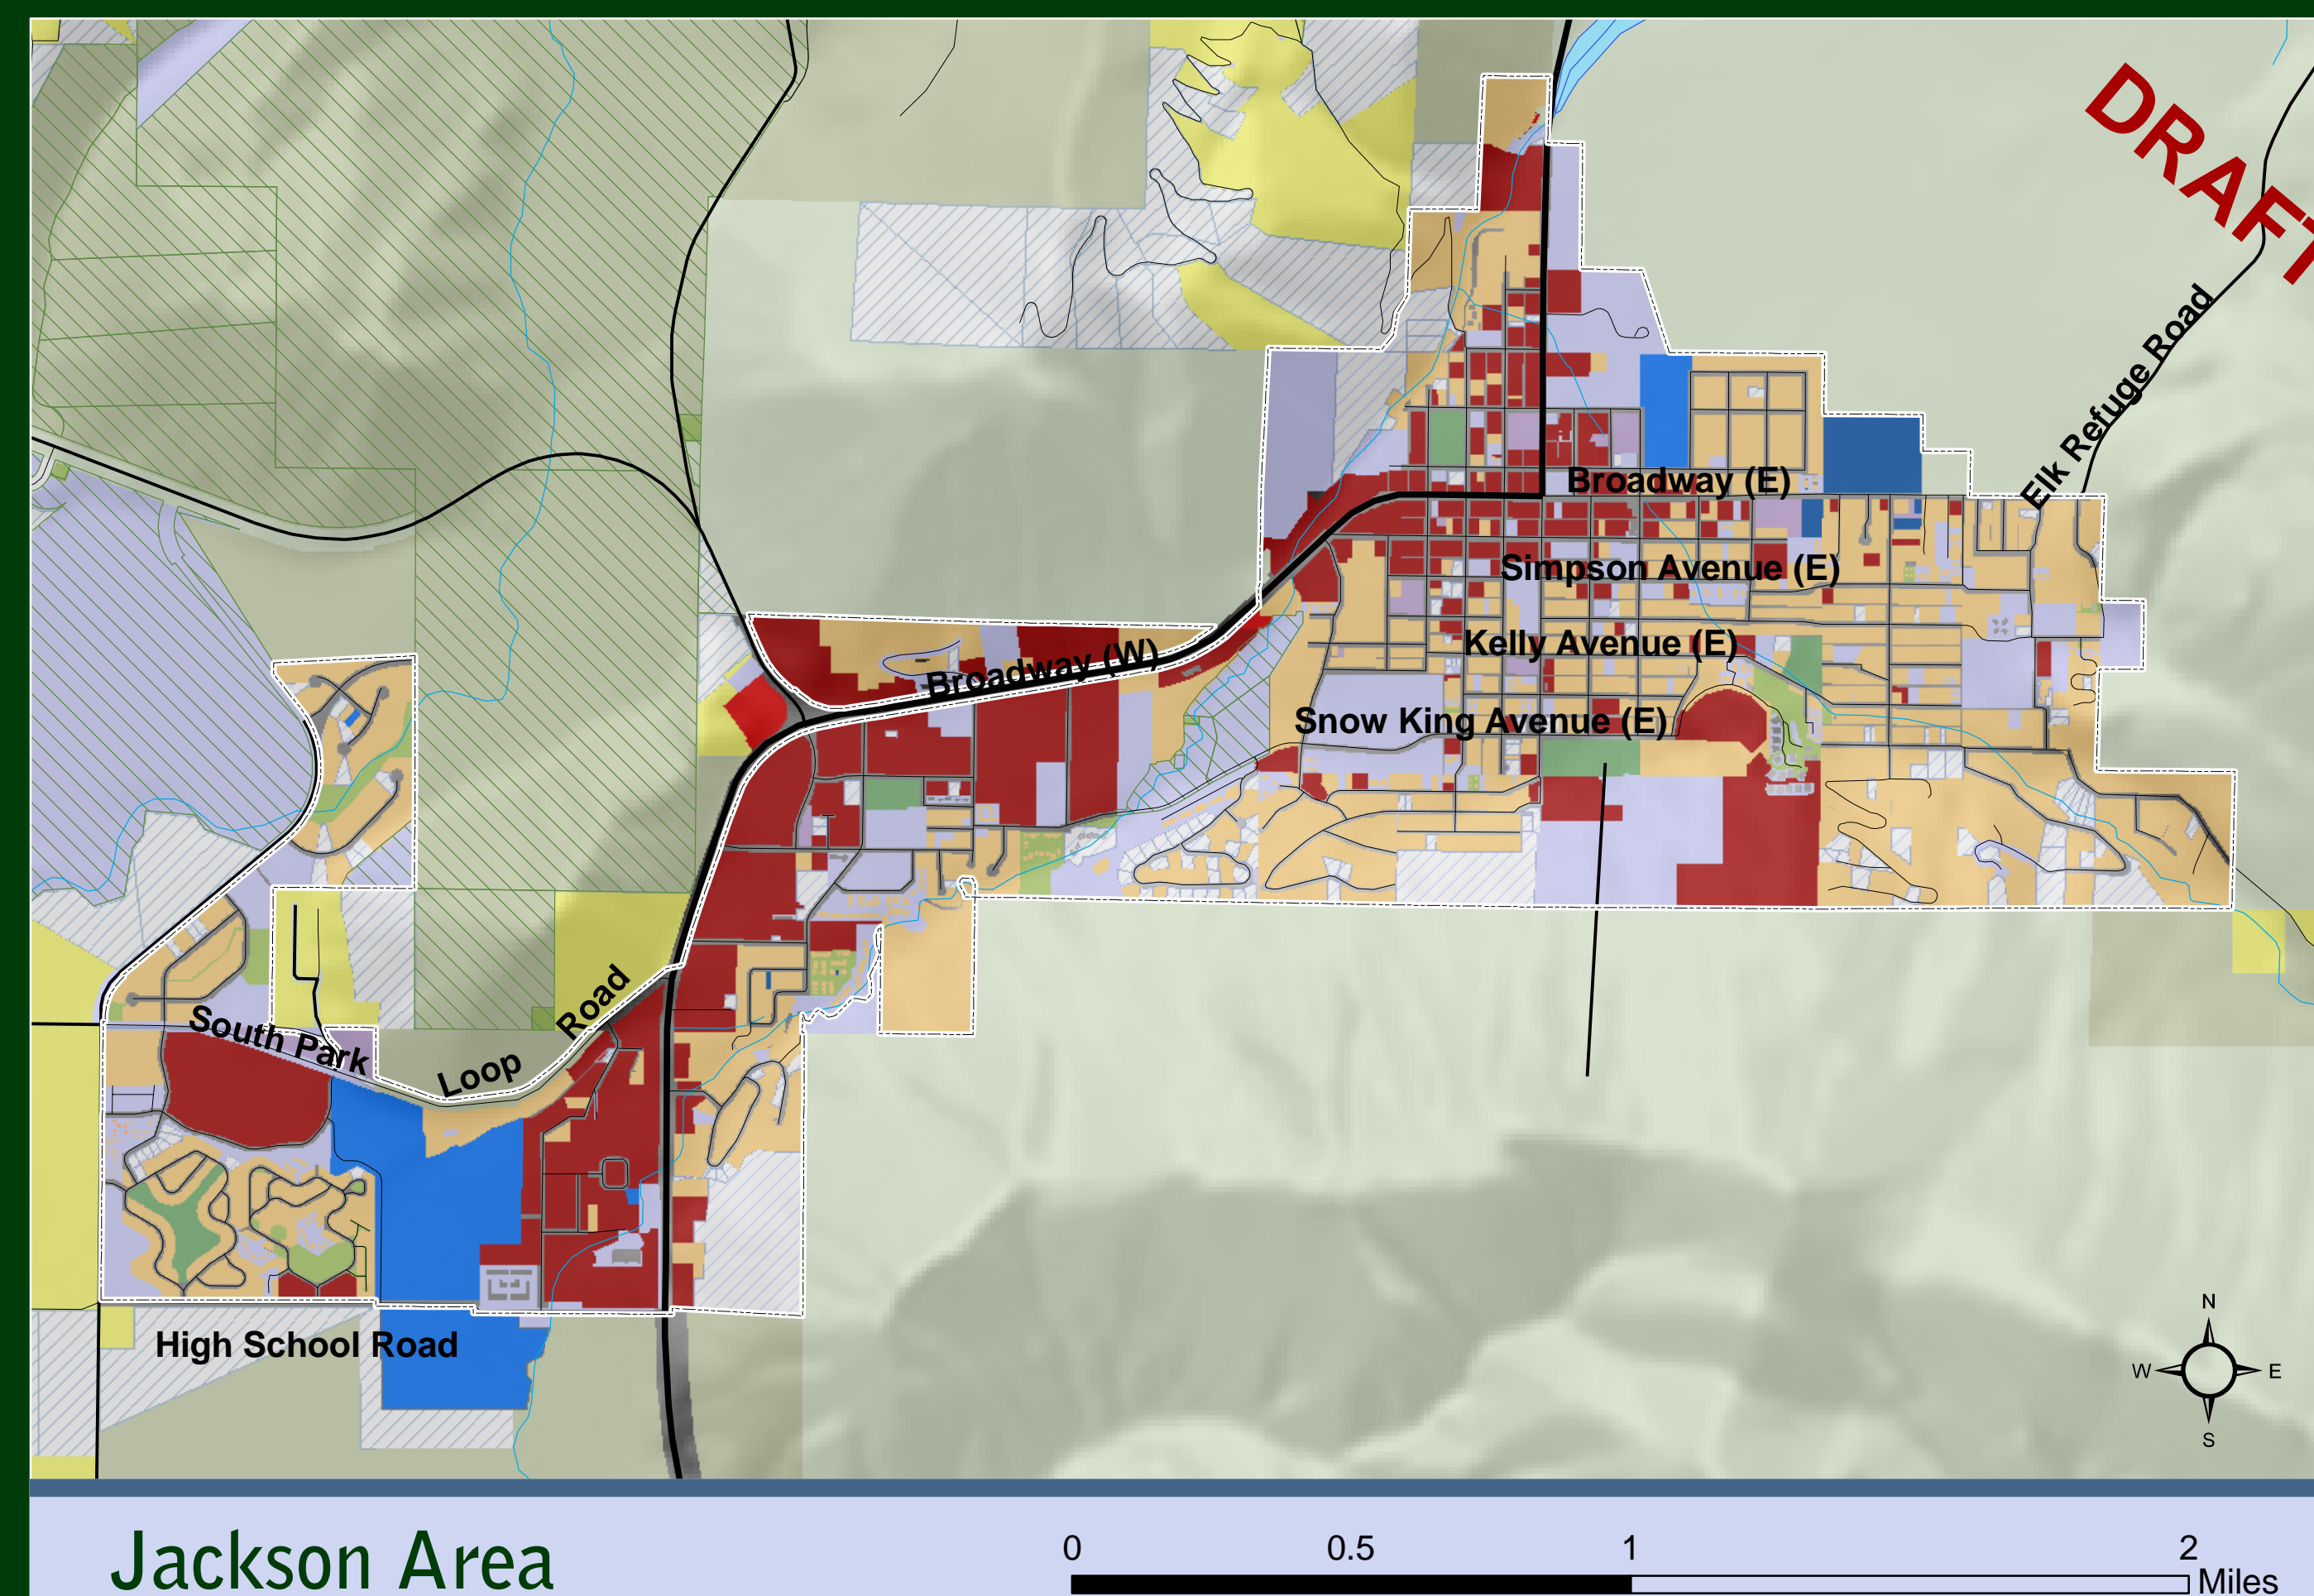 DRAFT
Elk Refuge Road
Broadway (E)
Simpson Avenue (E)
Kelly Avenue (E)
Broadway (W)
Snow King Avenue (E)
South Park Loop Road
High School Road
N
W E
S
Jackson Area
0 0.5 1 2
Miles